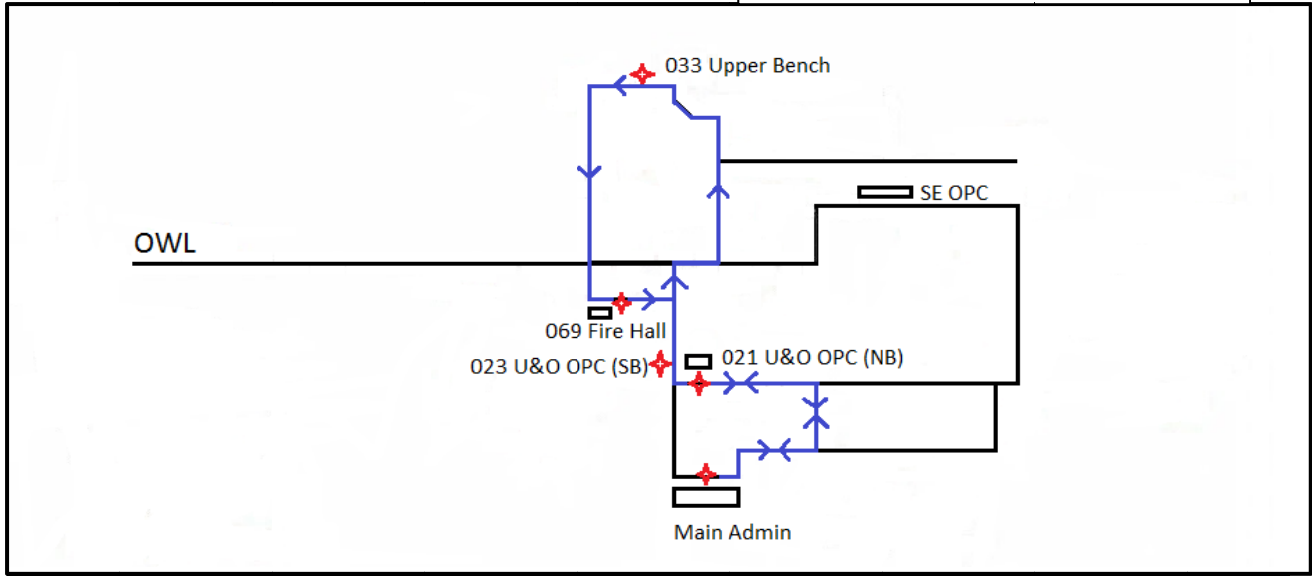 033 Upper Bench
SE OPC
OWL
069 Fire Hall
023 U&O OPC (SB)
021 U&O OPC (NB)
Main Admin